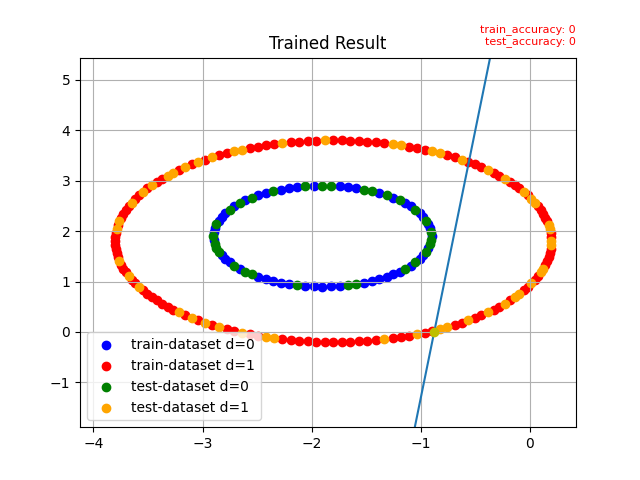 train_accuracy: 0
test_accuracy: 0
Trained Result
5
4
3
2
1
0
−1
train-dataset d=0
train-dataset d=1
test-dataset d=0
test-dataset d=1
−4 −3 −2 −1 0